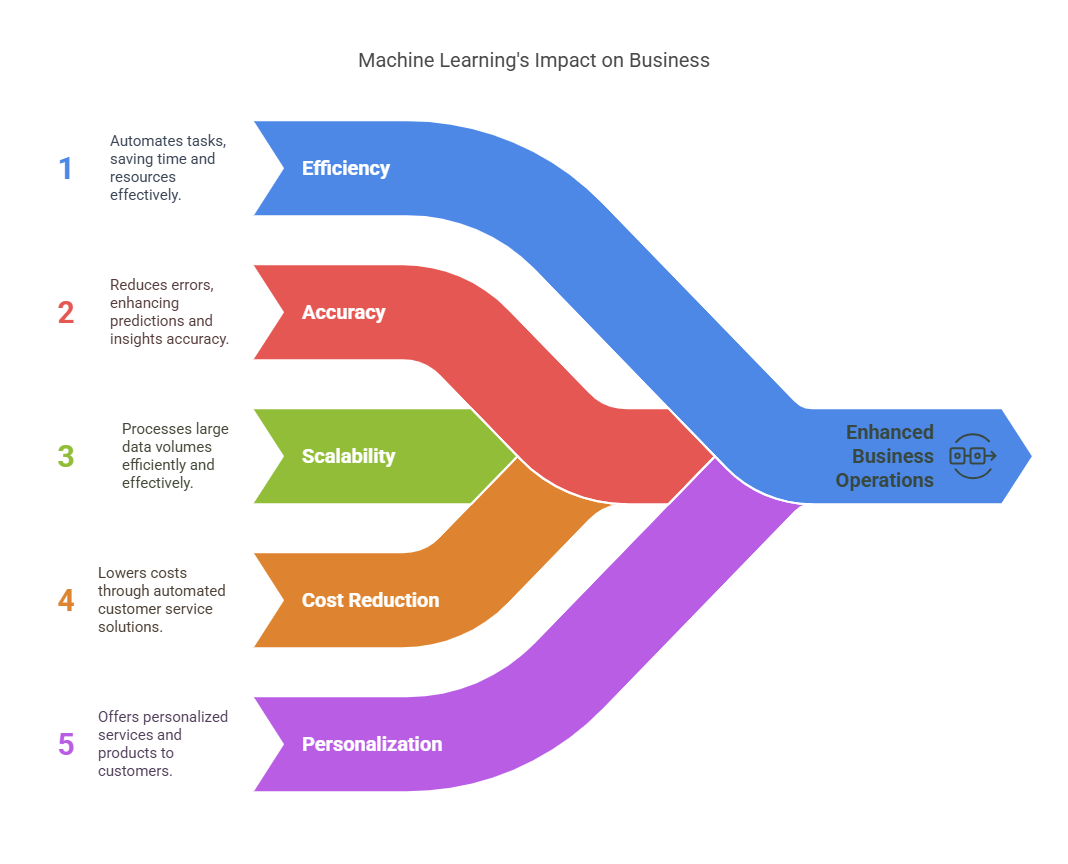 Machine Learning's Impact on Business
1
Automates tasks,
saving time and
resources
effectively.
Efficiency
2
Reduces errors,
enhancing
predictions and
insights accuracy.
Accuracy
3
Processes large
data volumes
efficiently and
effectively.
Scalability
Enhanced
Business
Operations
4
Lowers costs
through automated
customer service
solutions.
Cost Reduction
5
Offers personalized
services and
products to
customers.
Personalization